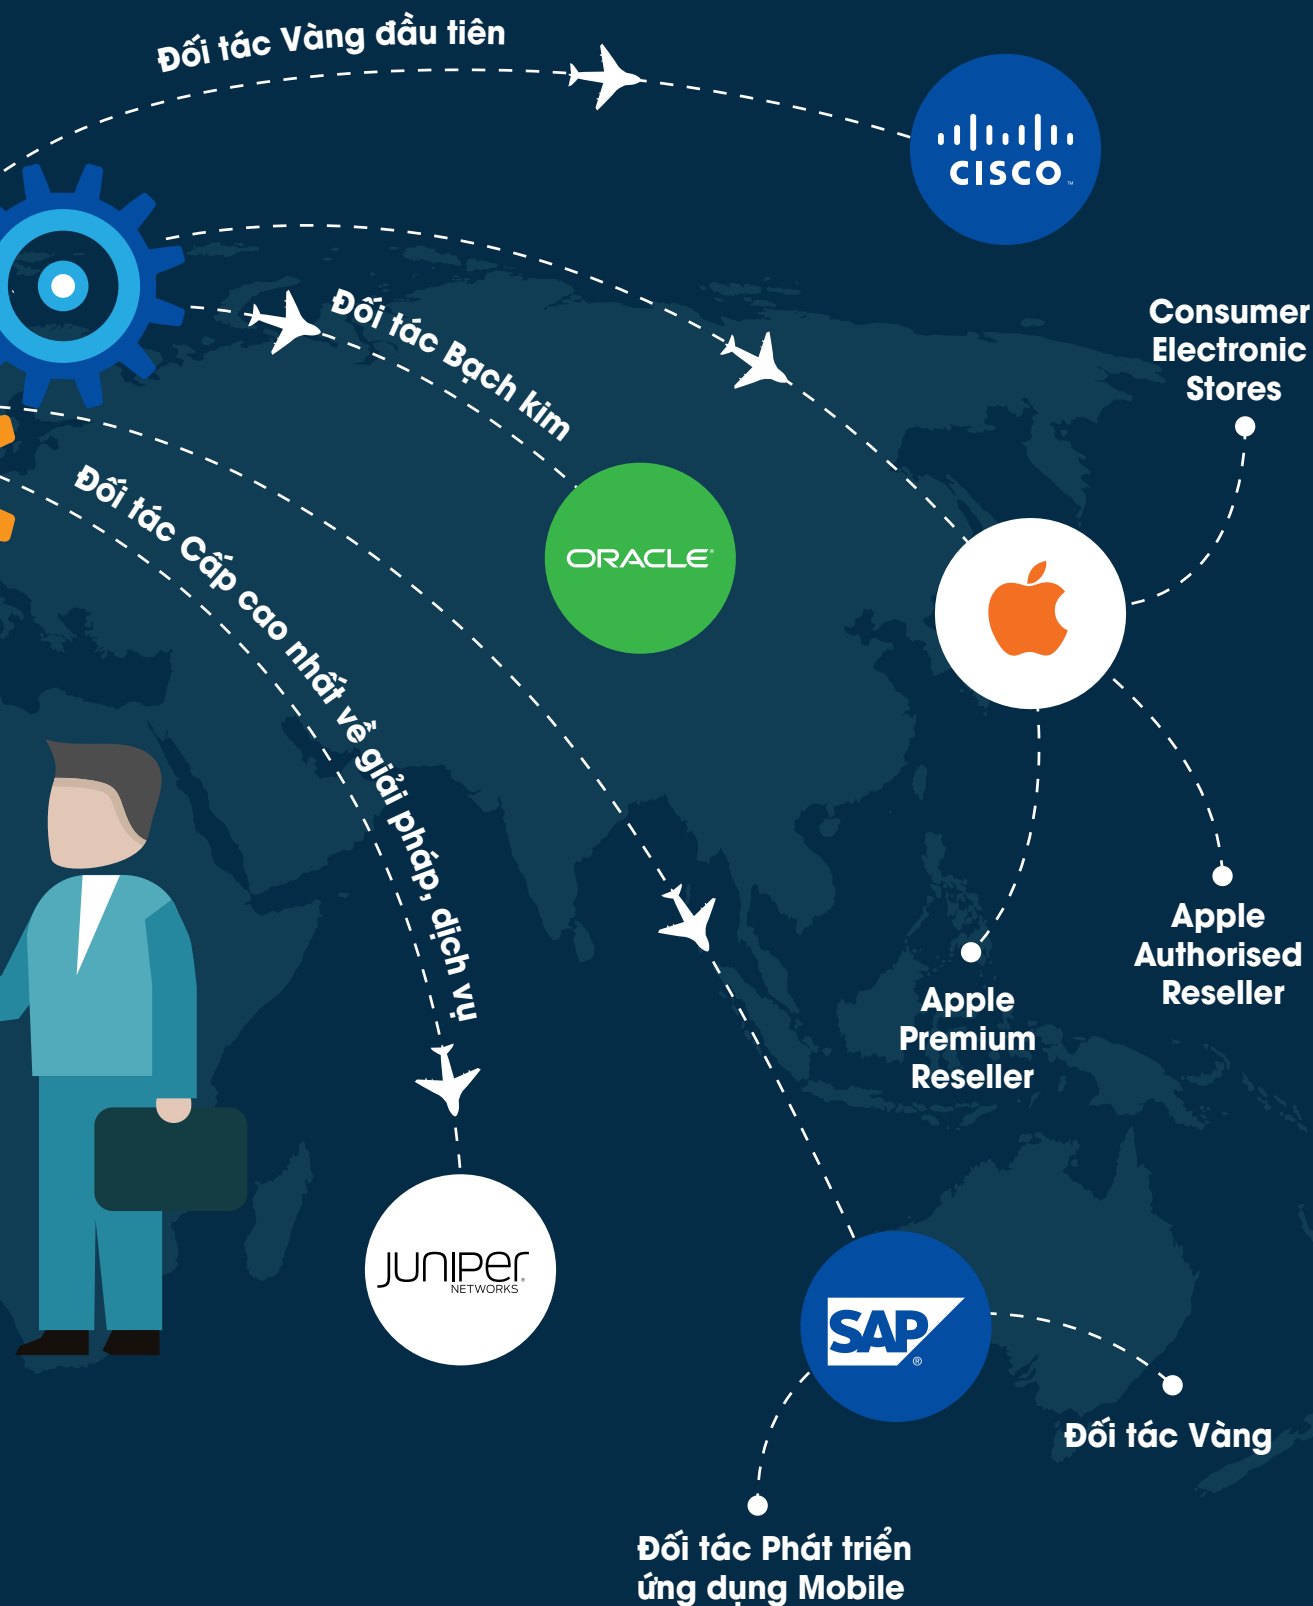 Đối tác Vàng đầu tiên
CISCO
™
Consumer
Electronic
Stores
Đối tác Bạch kim
ORACLE®
Đối tác Cấp cao nhất về giải pháp, dịch vụ
Apple
Authorised
Reseller
Apple
Premium
Reseller
JUNIPER®
NETWORKS
SAP
®
Đối tác Vàng
Đối tác Phát triển
ứng dụng Mobile